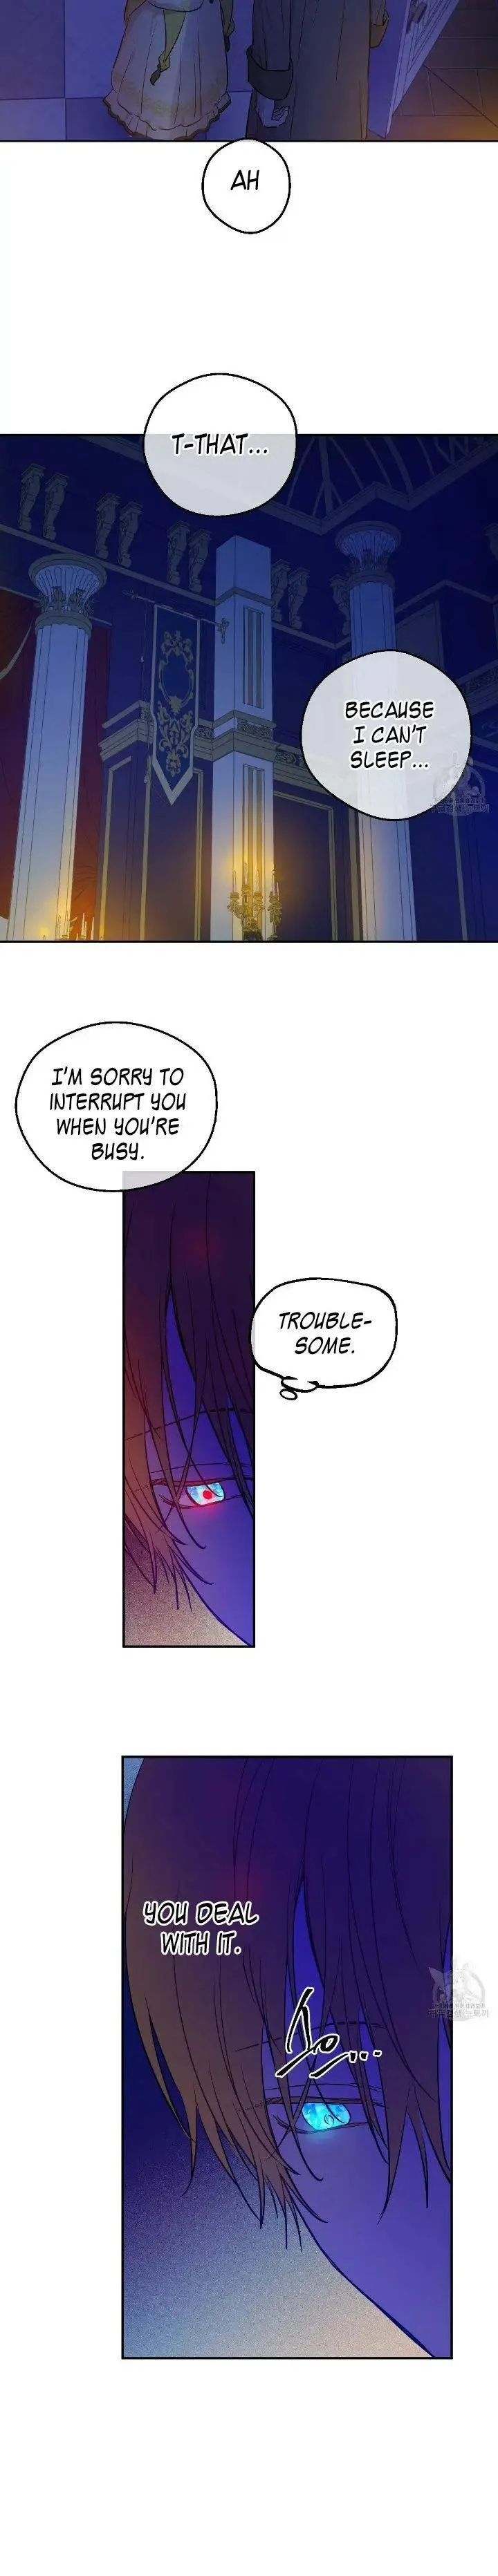 AH
T-THAT...
BECAUSE
I CAN'T
SLEEP...
I'M SORRY TO
INTERRUPT YOU
WHEN YOU'RE
BUSY.
TROUBLE-
SOME.
YOU DEAL
WITH IT.